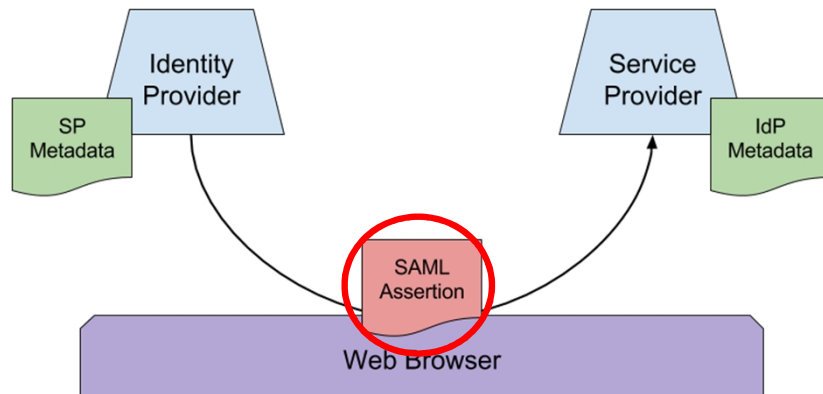 Identity
Provider
Service
Provider
SP
Metadata
IdP
Metadata
SAML
Assertion
Web Browser